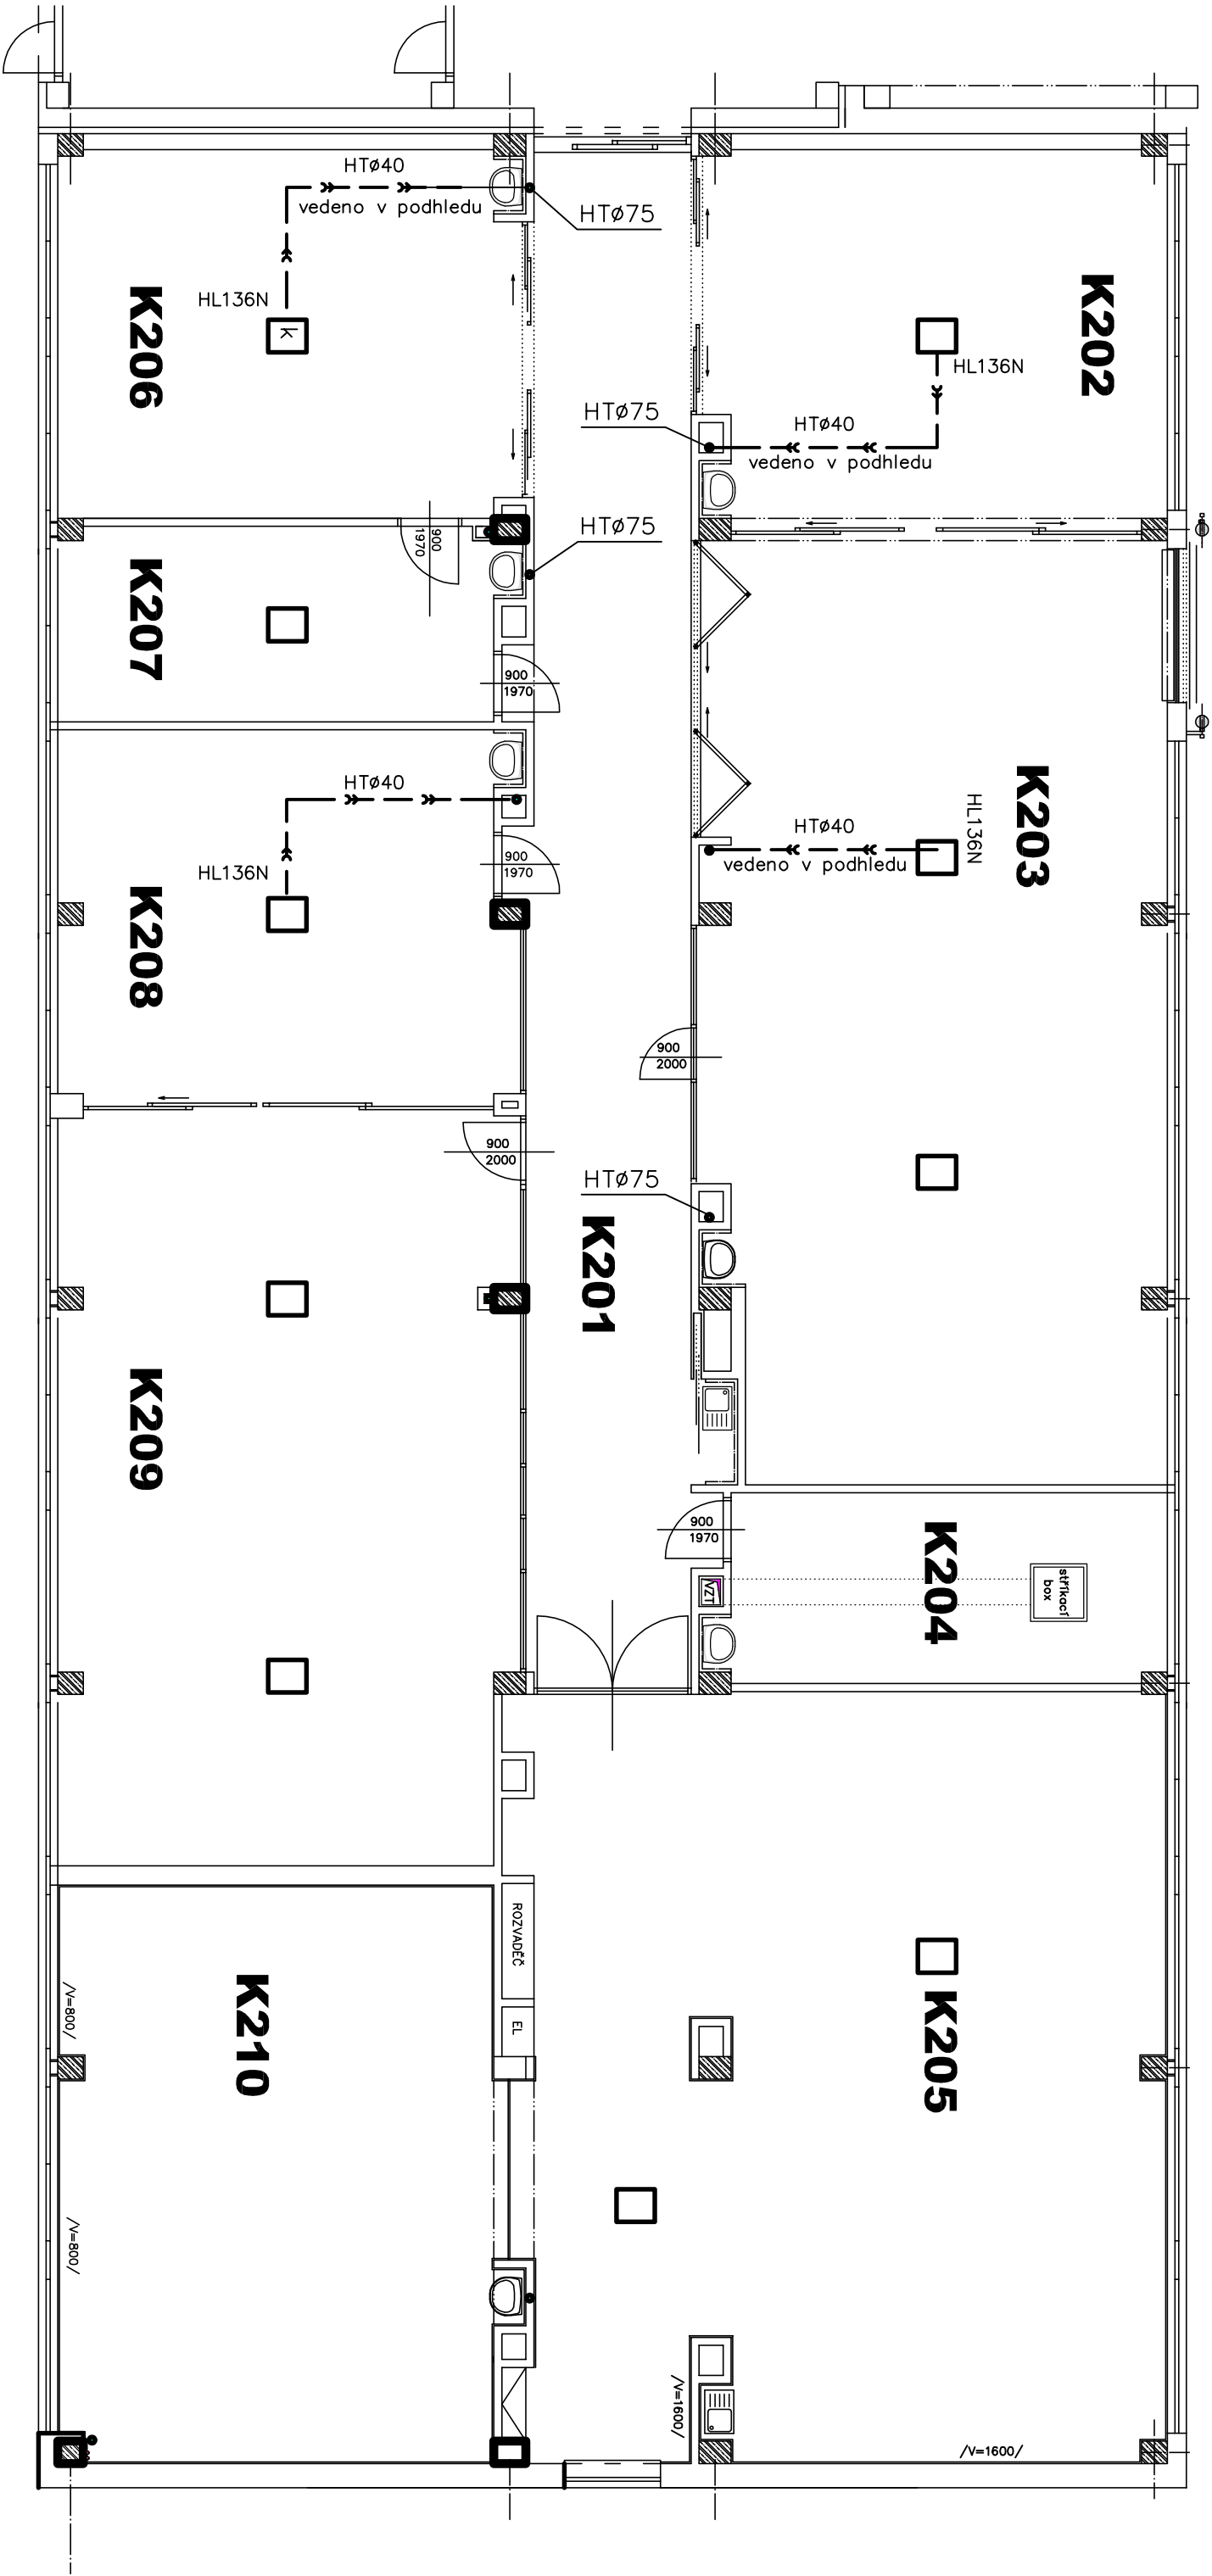 HTø40
vedeno v podhledu
HTø75
K206
HL136N
K
K202
HL136N
HTø75
HTø40
vedeno v podhledu
HTø75
900
1970
K207
900
1970
HTø40
HL136N
K208
900
1970
K203
HL136N
HTø40
vedeno v podhledu
900
2000
900
2000
HTø75
K201
K209
900
1970
K204
VZT
stříkací
box
ROZVADĚČ
EL
K205
K210
/V=800/
/V=800/
/V=1600/
/V=1600/